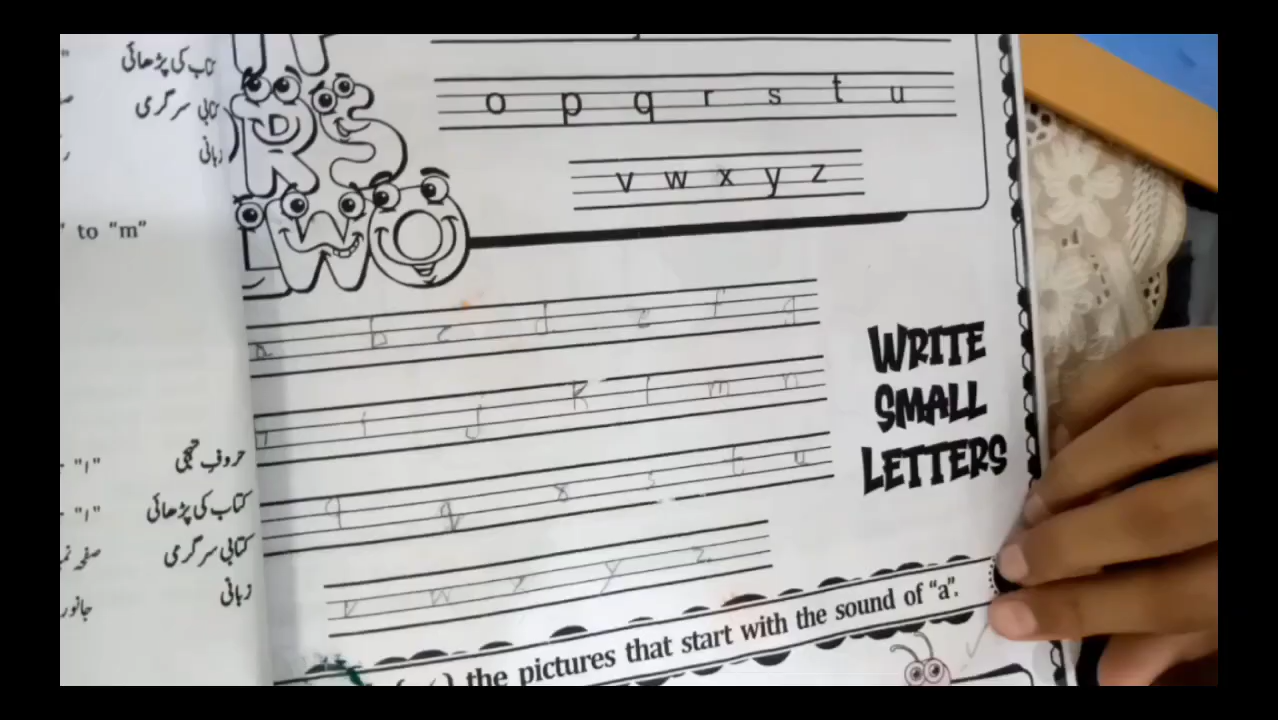 کتاب کی پڑھائی
کتابی سرگرمی
زبانی
to "m"
حروفِ تہجی "ا"
کتاب کی پڑھائی "ا"
کتابی سرگرمی
زبانی
o p q r s t u
v w x y z
a b c d e f g
i j k l m n
s t u
v w x y z
WRITE
SMALL
LETTERS
the pictures that start with the sound of "a".